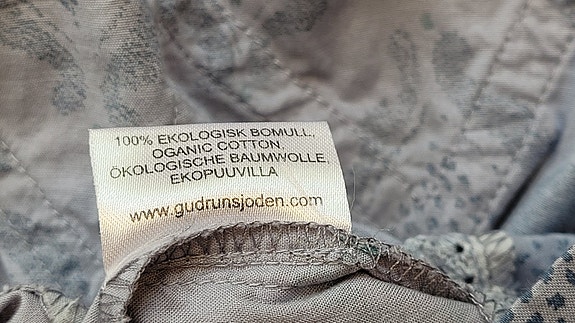 100% EKOLOGISK BOMULL,
OGANIC COTTON,
ÖKOLOGISCHE BAUMWOLLE,
EKOPUUVILLA
www.gudrunsjoden.com